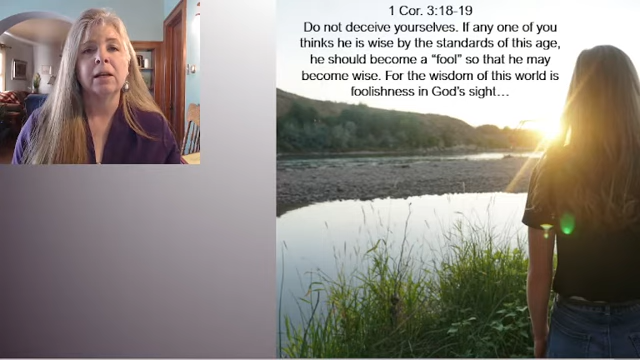 1 Cor. 3:18-19
Do not deceive yourselves. If any one of you
thinks he is wise by the standards of this age,
he should become a “fool” so that he may
become wise. For the wisdom of this world is
foolishness in God’s sight…